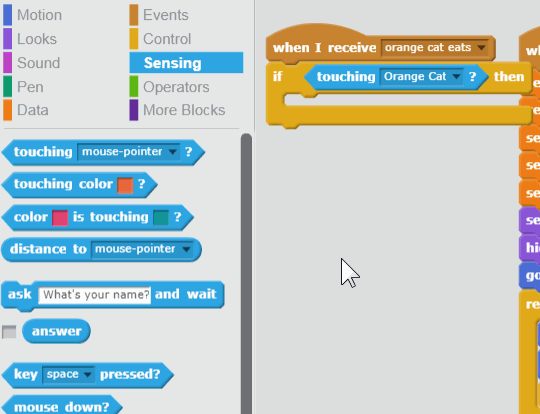 Motion
Looks
Sound
Pen
Data
Events
Control
Sensing
Operators
More Blocks
touching mouse-pointer ?
touching color ?
color is touching ?
distance to mouse-pointer
ask What's your name? and wait
answer
key space pressed?
mouse down?
when I receive orange cat eats
if touching Orange Cat ? then
se
se
se
se
hi
go
re